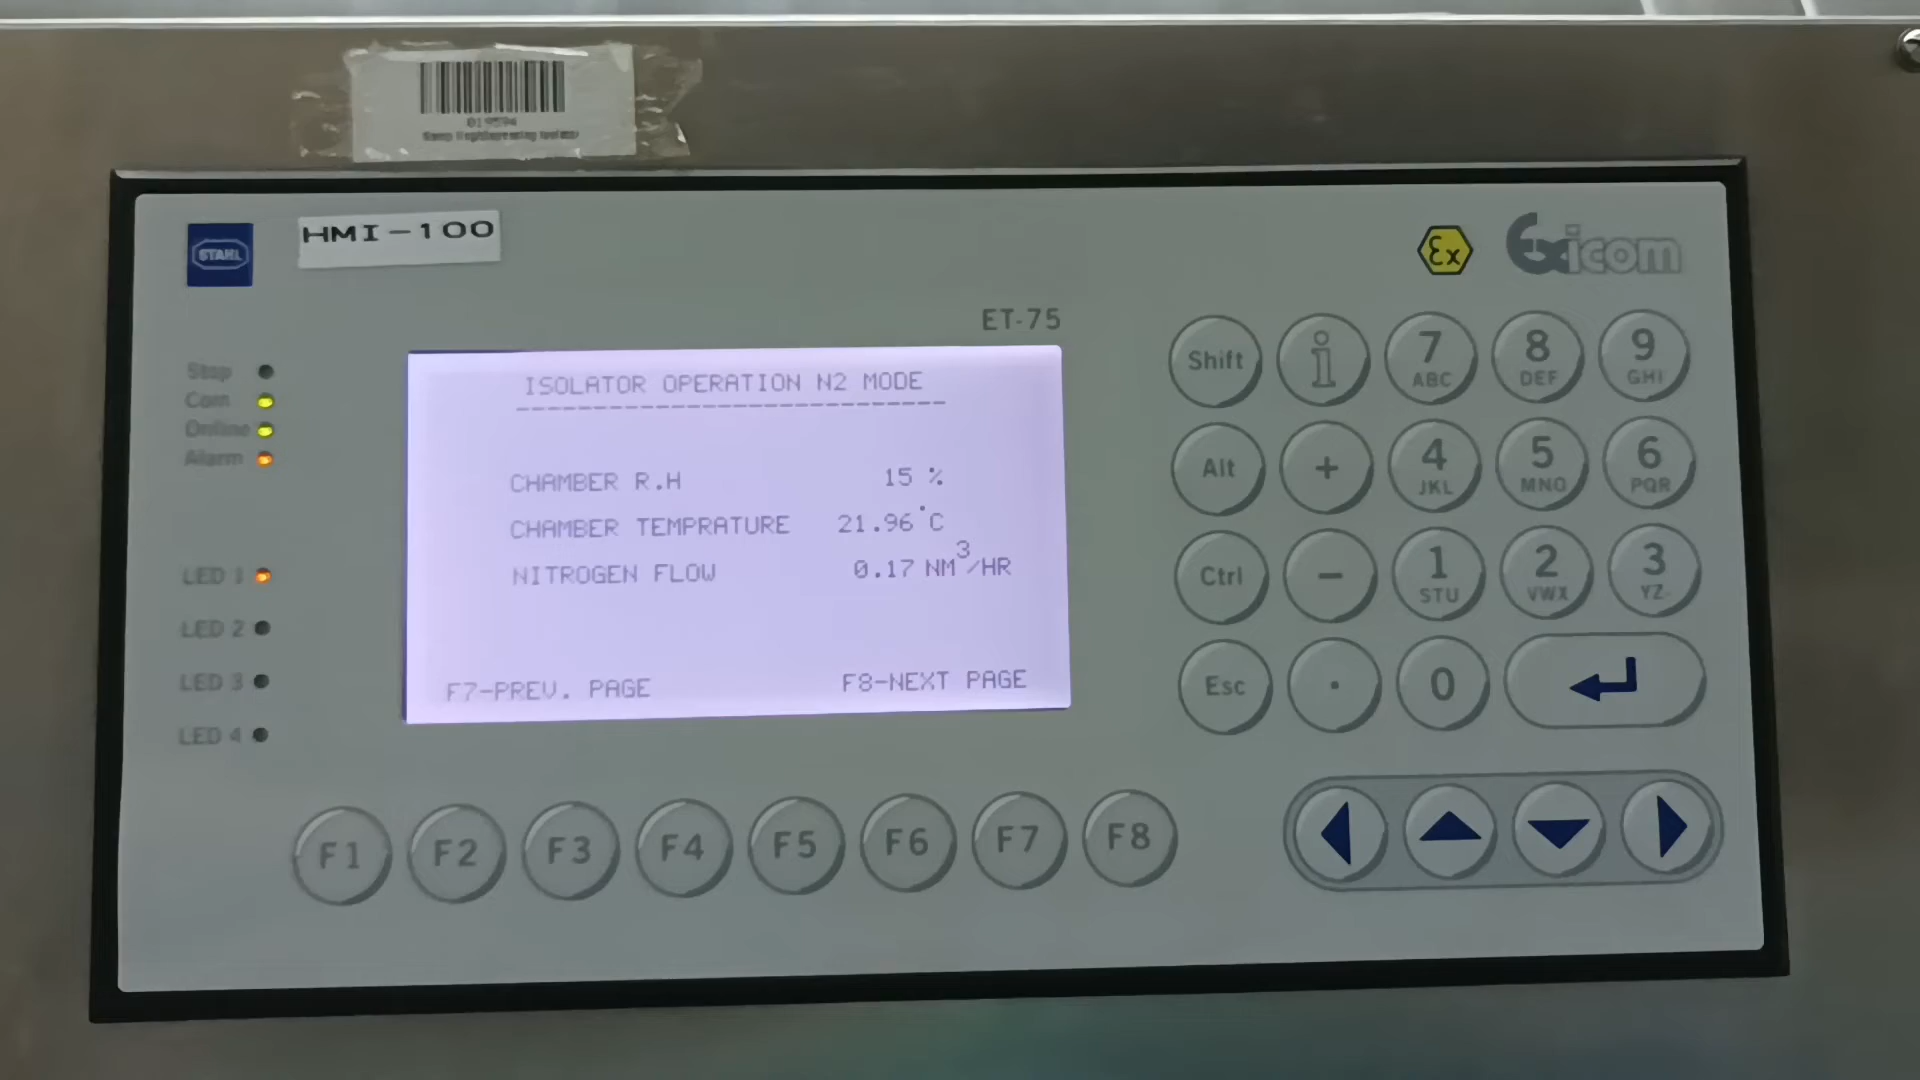 019594
STAHL
HMI-100
Ex
Exicom
ET-75
Stop
Com
Online
Alarm
LED 1
LED 2
LED 3
LED 4
ISOLATOR OPERATION N2 MODE
---------------------------
CHAMBER R.H 15 %
CHAMBER TEMPRATURE 21.96°C
NITROGEN FLOW 0.17 NM³/HR
F7-PREV. PAGE F8-NEXT PAGE
Shift i 7 ABC 8 DEF 9 GHI
Alt + 4 JKL 5 MNO 6 PQR
Ctrl - 1 STU 2 VWX 3 YZ
Esc . 0
F1 F2 F3 F4 F5 F6 F7 F8